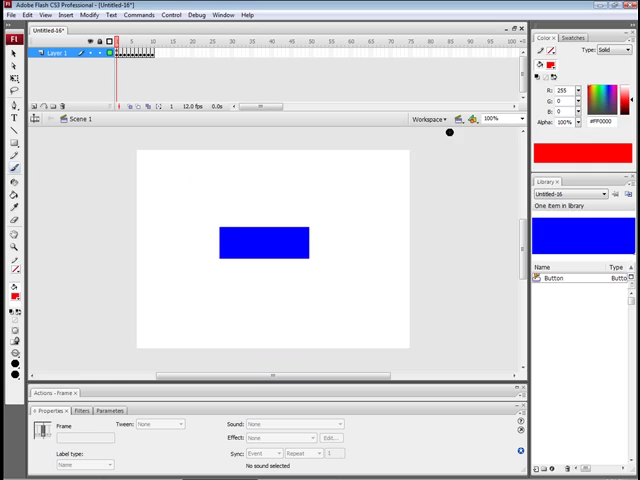 Adobe Flash CS3 Professional - [Untitled-16*]
File Edit View Insert Modify Text Commands Control Debug Window Help
Untitled-16*
Fl
5 10 15 20 25 30 35 40 45 50 55 60 65 70 75 80 85 90 95 100
Layer 1
1 12.0 fps 0.0s
Scene 1
Workspace
100%
Color
Swatches
Type: Solid
R: 255
G: 0
B: 0
Alpha: 100%
#FF0000
Library
Untitled-16
One item in library
Name Type
Button Butto
Actions - Frame
Properties Filters Parameters
Frame
Tween: None
Label type:
Name
Sound: None
Effect: None Edit...
Sync: Event Repeat 1
No sound selected